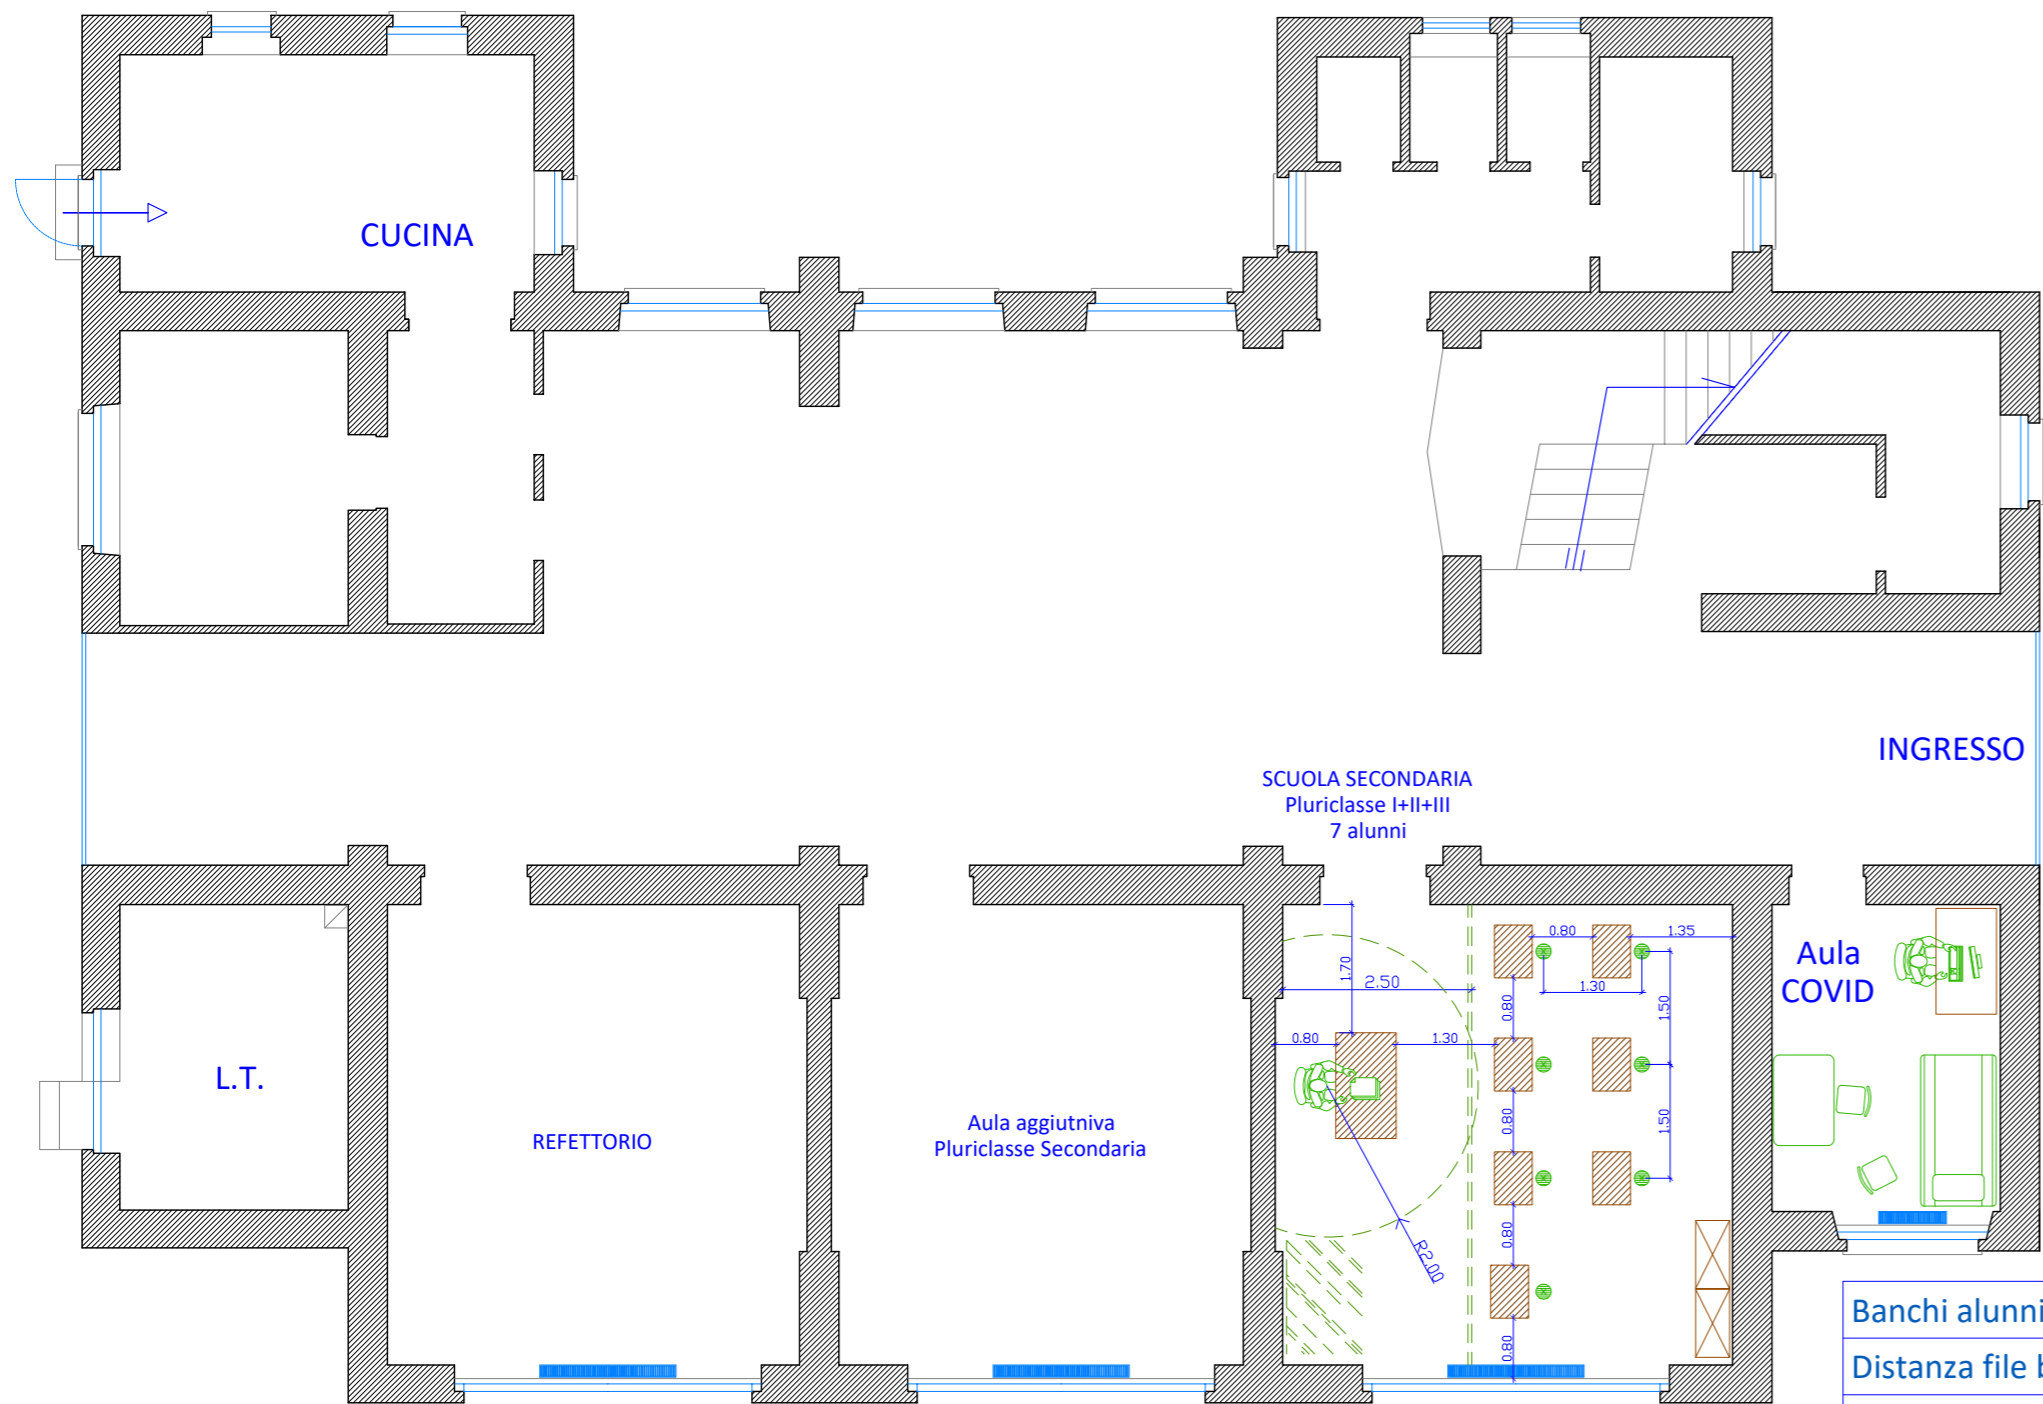 CUCINA
INGRESSO
SCUOLA SECONDARIA
Pluriclasse I+II+III
7 alunni
0.80
1.35
Aula
COVID
1.70
2.50
1.30
1.50
0.80
0.80
1.30
L.T.
REFETTORIO
Aula aggiutniva
Pluriclasse Secondaria
0.80
1.50
0.80
R2.00
0.80
Banchi alunni
Distanza file b